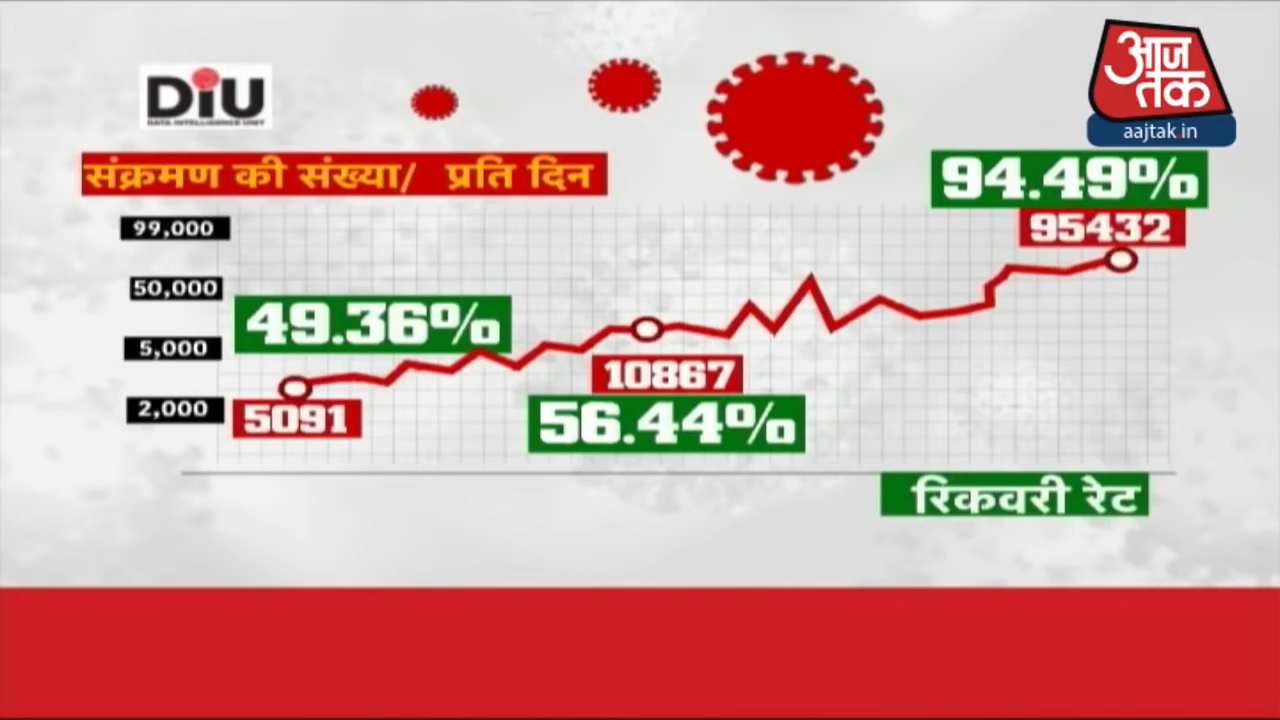 DiU
DATA INTELLIGENCE UNIT
आज
तक
aajtak.in
संक्रमण की संख्या/ प्रति दिन
94.49%
95432
99,000
50,000
49.36%
5,000
10867
2,000
5091
56.44%
रिकवरी रेट